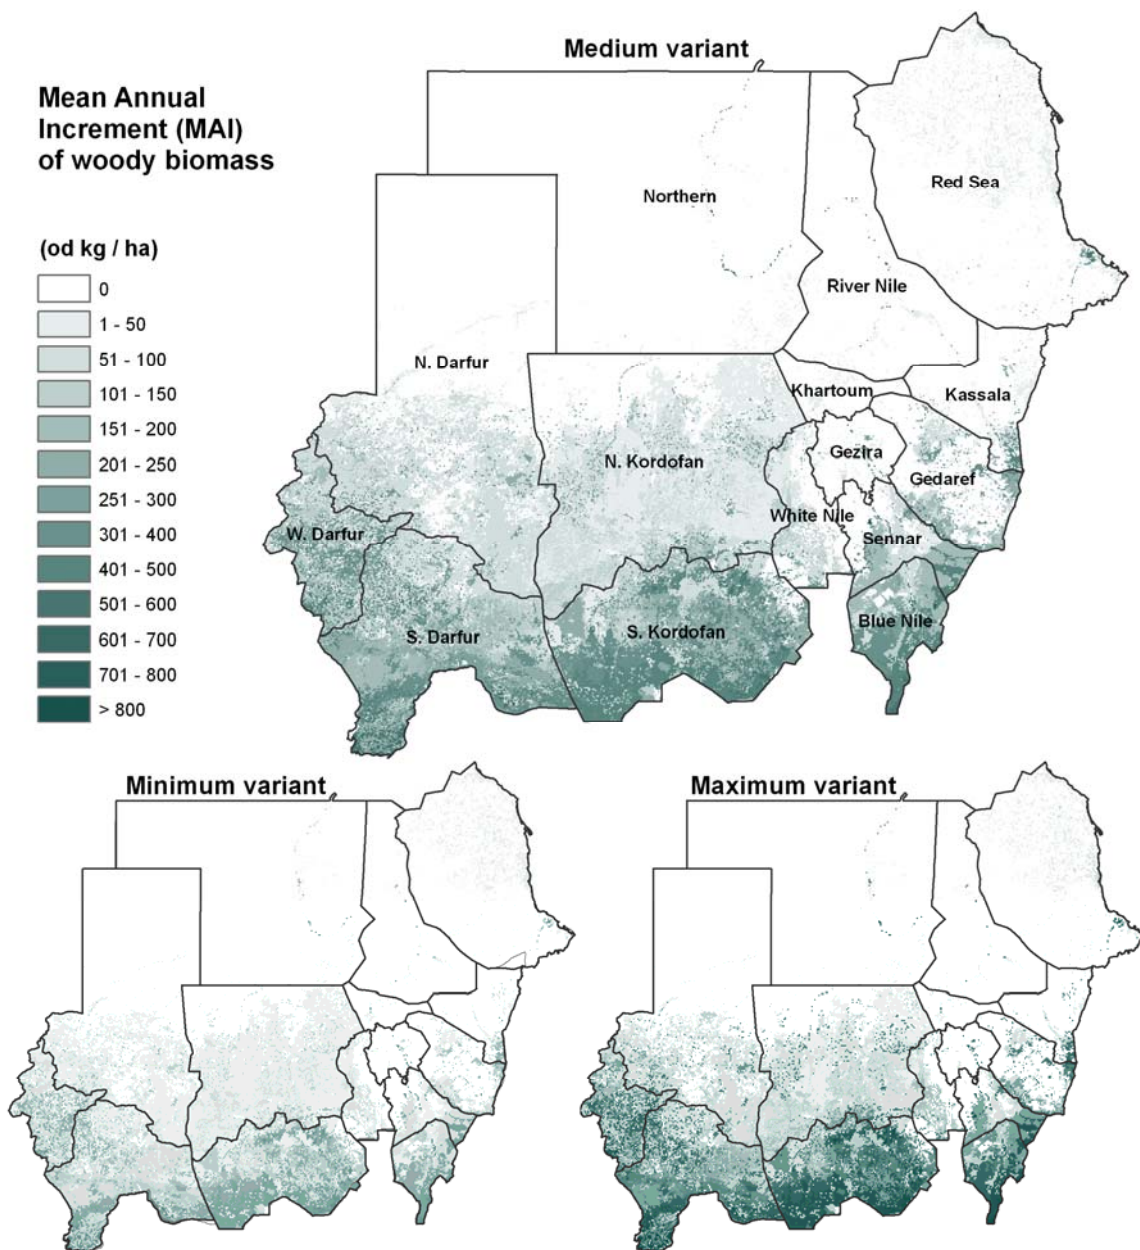 Medium variant
Mean Annual
Increment (MAI)
of woody biomass
(od kg / ha)
0
1 - 50
51 - 100
101 - 150
151 - 200
201 - 250
251 - 300
301 - 400
401 - 500
501 - 600
601 - 700
701 - 800
> 800
Red Sea
Northern
River Nile
N. Darfur
Khartoum
Kassala
Gezira
N. Kordofan
Gedaref
White Nile
W. Darfur
Sennar
Blue Nile
S. Darfur
S. Kordofan
Minimum variant
Maximum variant